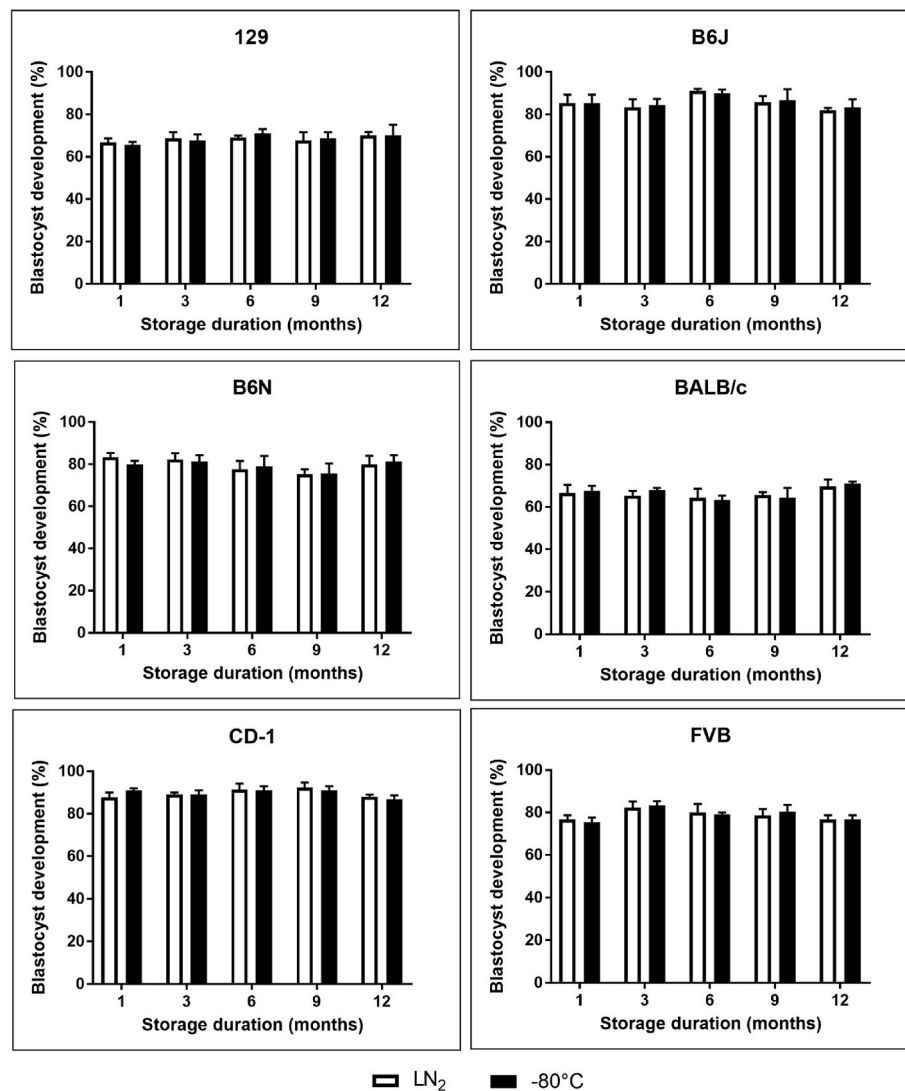 129
Blastocyst development (%)
100
80
60
40
20
0
1 3 6 9 12
Storage duration (months)
B6J
Blastocyst development (%)
100
80
60
40
20
0
1 3 6 9 12
Storage duration (months)
B6N
Blastocyst development (%)
100
80
60
40
20
0
1 3 6 9 12
Storage duration (months)
BALB/c
Blastocyst development (%)
100
80
60
40
20
0
1 3 6 9 12
Storage duration (months)
CD-1
Blastocyst development (%)
100
80
60
40
20
0
1 3 6 9 12
Storage duration (months)
FVB
Blastocyst development (%)
100
80
60
40
20
0
1 3 6 9 12
Storage duration (months)
LN₂ -80°C